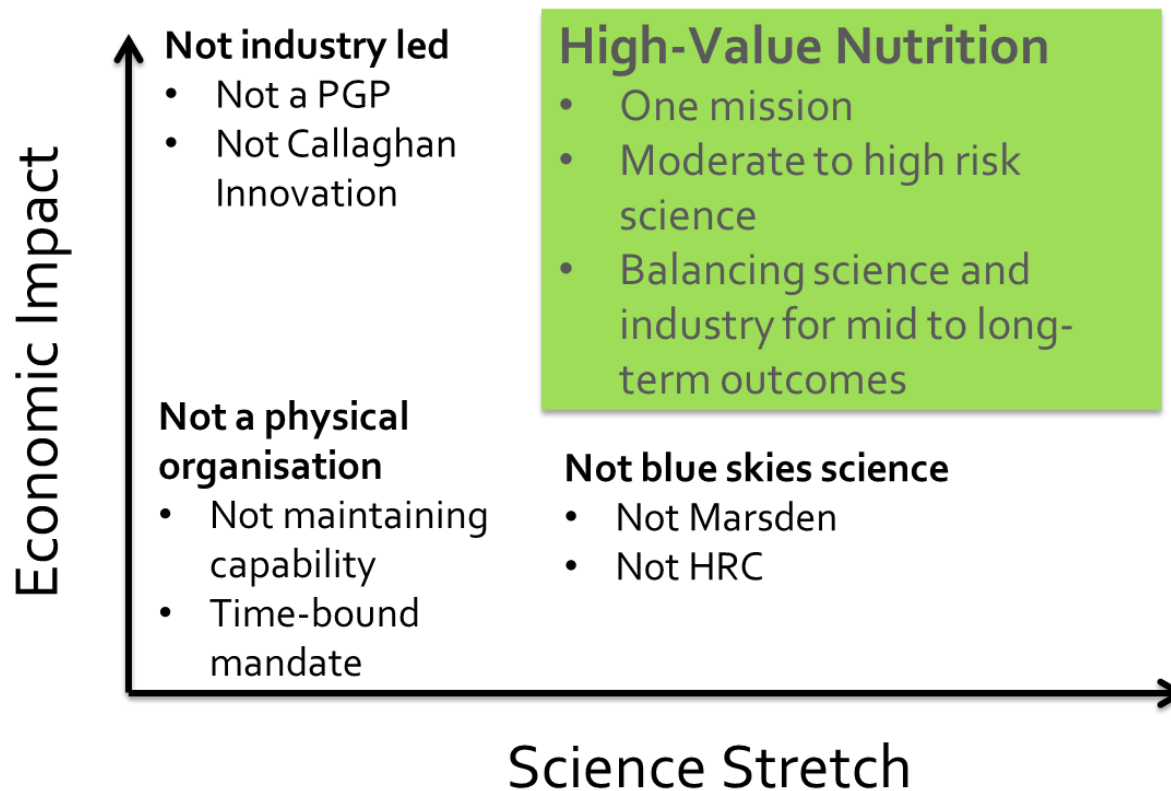 Not industry led
• Not a PGP
• Not Callaghan
Innovation
High-Value Nutrition
• One mission
• Moderate to high risk
science
• Balancing science and
industry for mid to long-
term outcomes
Economic Impact
Not a physical
organisation
• Not maintaining
capability
• Time-bound
mandate
Not blue skies science
• Not Marsden
• Not HRC
Science Stretch